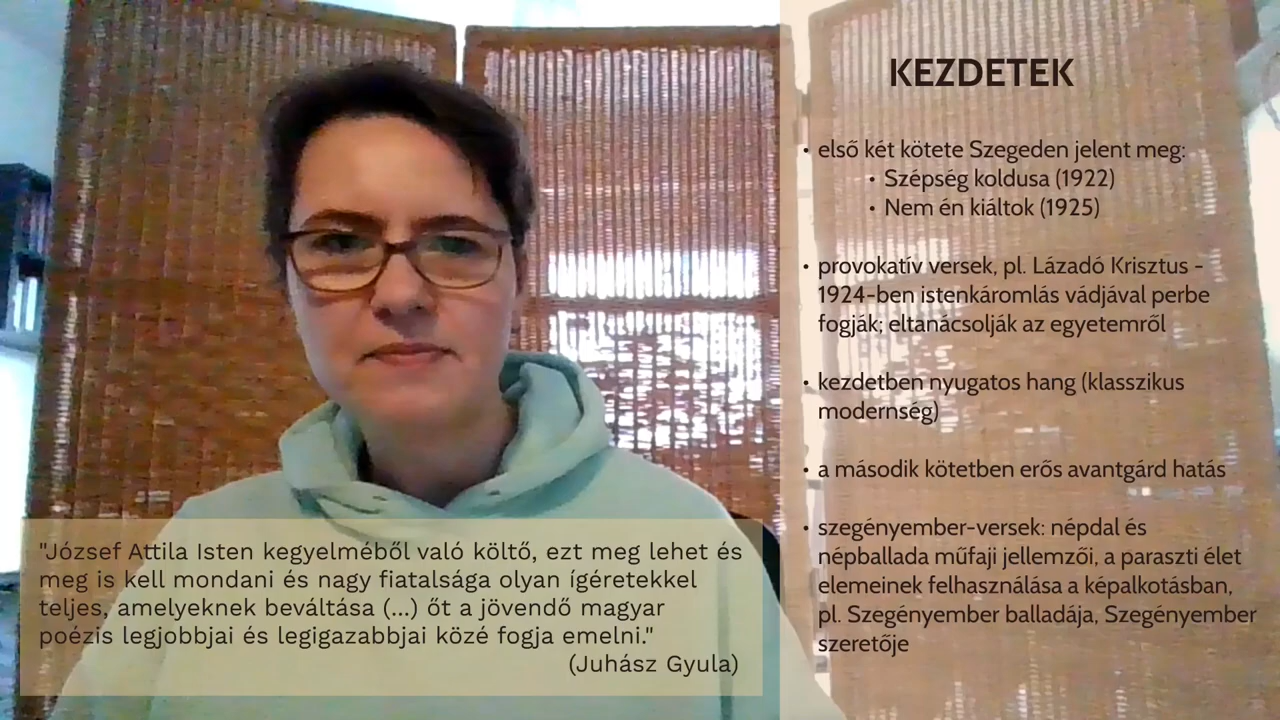 KEZDETEK
• első két kötete Szegeden jelent meg:
• Szépség koldusa (1922)
• Nem én kiáltok (1925)
• provokatív versek, pl. Lázadó Krisztus -
1924-ben istenkáromlás vádjával perbe
fogják; eltanácsolják az egyetemről
• kezdetben nyugatos hang (klasszikus
modernség)
• a második kötetben erős avantgárd hatás
• szegényember-versek: népdal és
népballada műfaji jellemzői, a paraszti élet
elemeinek felhasználása a képalkotásban,
pl. Szegényember balladája, Szegényember
szeretője
"József Attila Isten kegyelméből való költő, ezt meg lehet és
meg is kell mondani és nagy fiatalsága olyan ígéretekkel
teljes, amelyeknek beváltása (...) őt a jövendő magyar
poézis legjobbjai és legigazabbjai közé fogja emelni."
(Juhász Gyula)